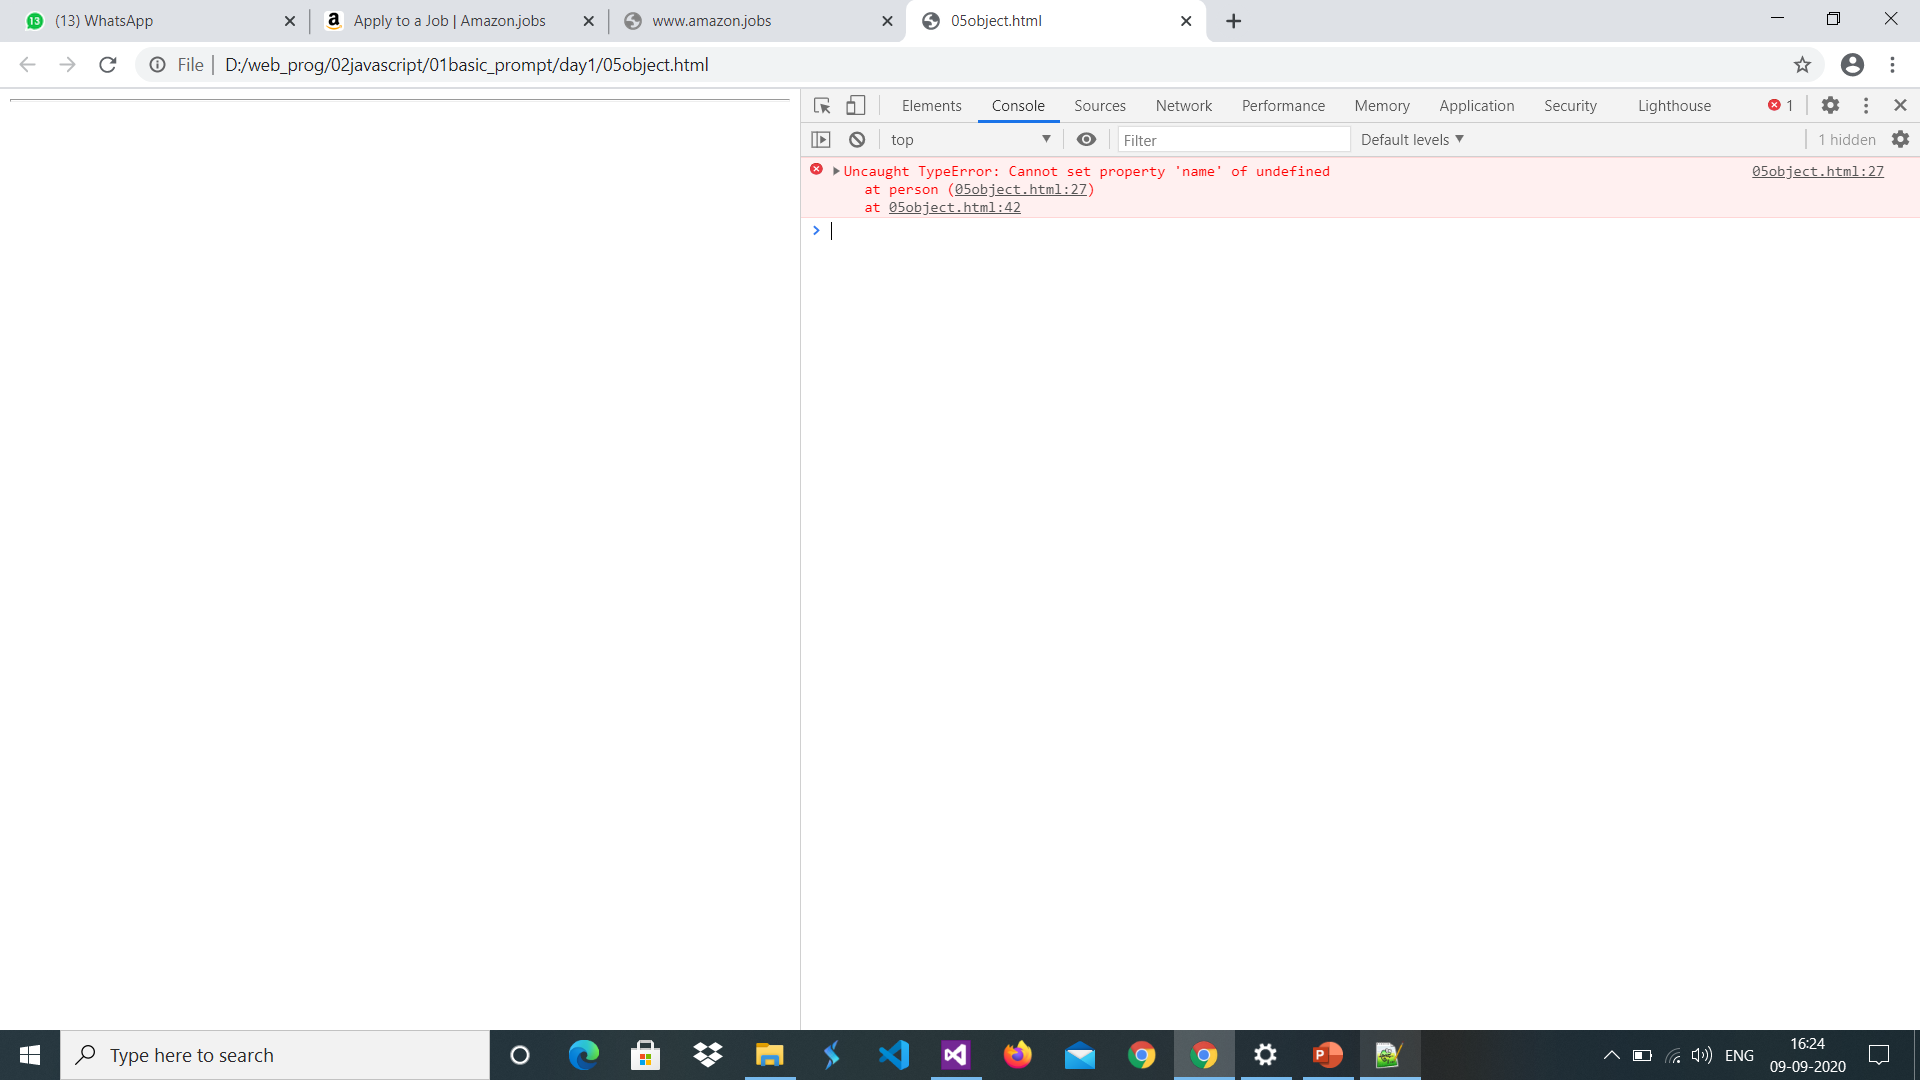 (13) WhatsApp
Apply to a Job | Amazon.jobs
www.amazon.jobs
05object.html
File
D:/web_prog/02javascript/01basic_prompt/day1/05object.html
Elements Console Sources Network Performance Memory Application Security Lighthouse 1
top Filter Default levels 1 hidden
Uncaught TypeError: Cannot set property 'name' of undefined 05object.html:27
at person (05object.html:27)
at 05object.html:42
Type here to search
ENG
16:24
09-09-2020